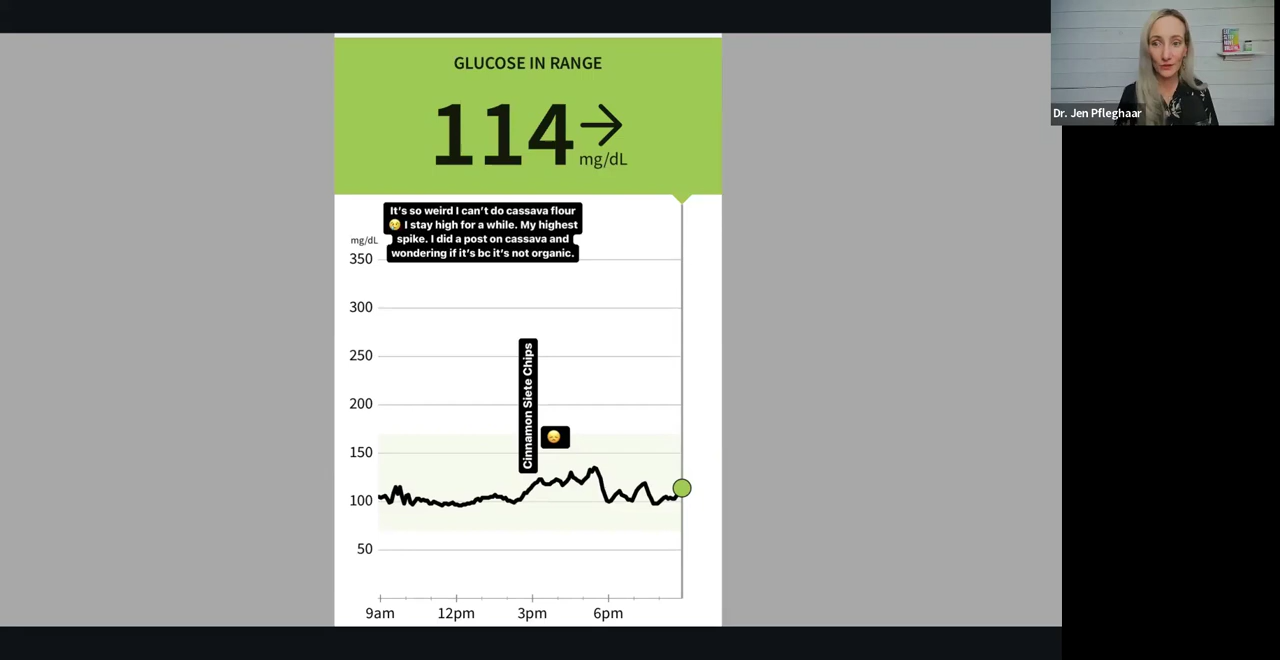 GLUCOSE IN RANGE
114
mg/dL
It's so weird I can't do cassava flour
😢 I stay high for a while. My highest
spike. I did a post on cassava and
wondering if it's bc it's not organic.
mg/dL
350
300
250
200
150
100
50
Cinnamon Siete Chips
9am 12pm 3pm 6pm
Dr. Jen Pfleghaar